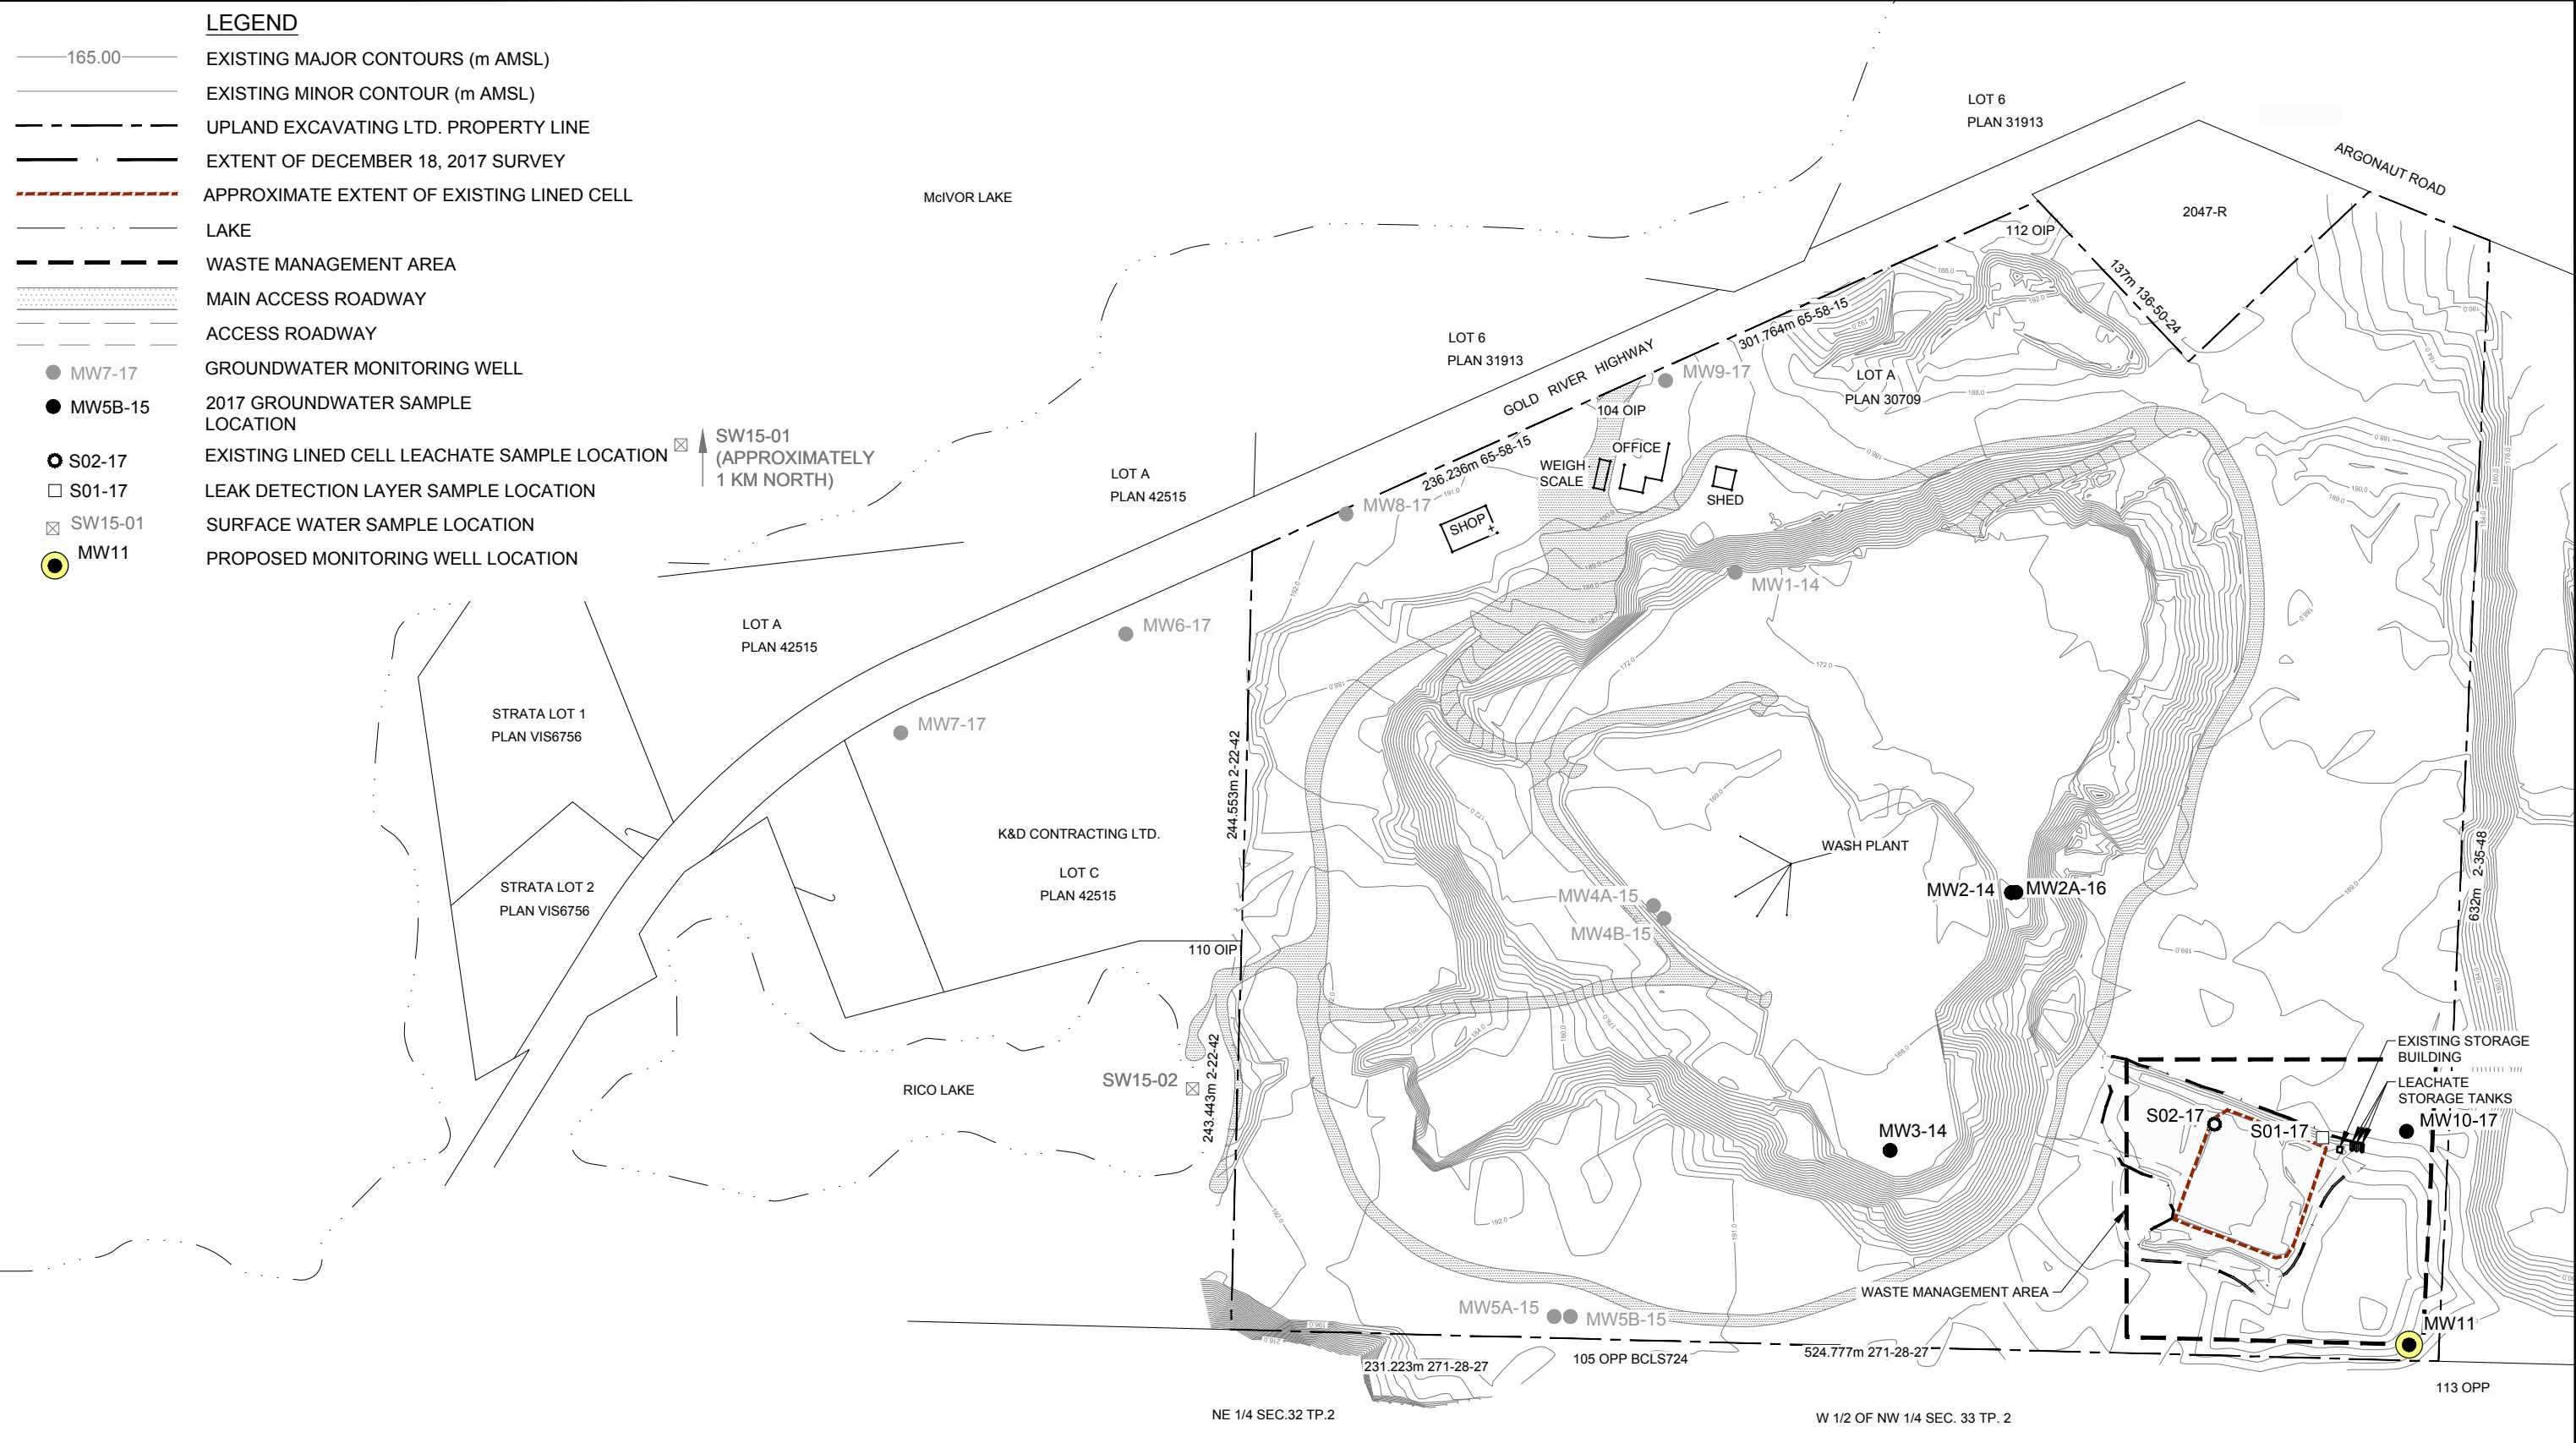 LEGEND
165.00
EXISTING MAJOR CONTOURS (m AMSL)
EXISTING MINOR CONTOUR (m AMSL)
UPLAND EXCAVATING LTD. PROPERTY LINE
EXTENT OF DECEMBER 18, 2017 SURVEY
APPROXIMATE EXTENT OF EXISTING LINED CELL
LAKE
WASTE MANAGEMENT AREA
MAIN ACCESS ROADWAY
ACCESS ROADWAY
MW7-17
GROUNDWATER MONITORING WELL
MW5B-15
2017 GROUNDWATER SAMPLE
LOCATION
S02-17
EXISTING LINED CELL LEACHATE SAMPLE LOCATION
S01-17
LEAK DETECTION LAYER SAMPLE LOCATION
SW15-01
SURFACE WATER SAMPLE LOCATION
MW11
PROPOSED MONITORING WELL LOCATION
SW15-01
(APPROXIMATELY
1 KM NORTH)
McIVOR LAKE
LOT 6
PLAN 31913
ARGONAUT ROAD
2047-R
112 OIP
137m 136-50-24
301.764m 65-58-15
LOT 6
PLAN 31913
GOLD RIVER HIGHWAY
MW9-17
LOT A
PLAN 30709
104 OIP
236.236m 65-58-15
OFFICE
WEIGH
SCALE
SHED
SHOP
MW8-17
LOT A
PLAN 42515
MW1-14
MW6-17
LOT A
PLAN 42515
STRATA LOT 1
PLAN VIS6756
MW7-17
244.553m 2-22-42
K&D CONTRACTING LTD.
LOT C
PLAN 42515
STRATA LOT 2
PLAN VIS6756
WASH PLANT
MW4A-15
MW4B-15
MW2-14
MW2A-16
632m 2-35-48
110 OIP
243.443m 2-22-42
SW15-02
RICO LAKE
EXISTING STORAGE
BUILDING
LEACHATE
STORAGE TANKS
MW10-17
S02-17
S01-17
MW3-14
WASTE MANAGEMENT AREA
MW5A-15
MW5B-15
MW11
231.223m 271-28-27
105 OPP BCLS724
524.777m 271-28-27
113 OPP
NE 1/4 SEC.32 TP.2
W 1/2 OF NW 1/4 SEC. 33 TP. 2